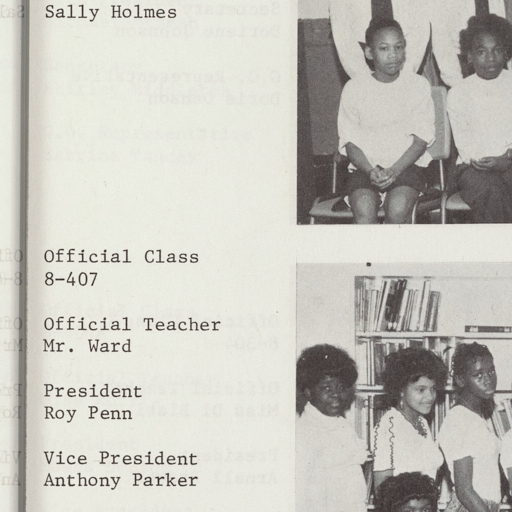 Sally Holmes
Official Class
8-407
Official Teacher
Mr. Ward
President
Roy Penn
Vice President
Anthony Parker